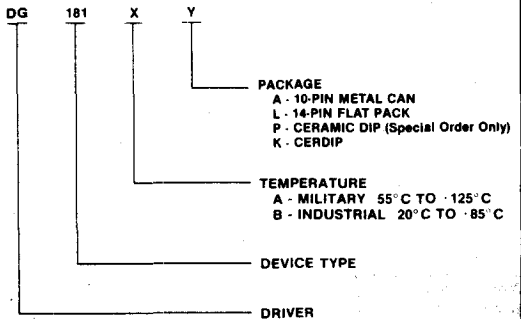 DG 181 X Y
PACKAGE
A - 10-PIN METAL CAN
L - 14-PIN FLAT PACK
P - CERAMIC DIP (Special Order Only)
K - CERDIP
TEMPERATURE
A - MILITARY 55°C TO ·125°C
B - INDUSTRIAL 20°C TO ·85°C
DEVICE TYPE
DRIVER